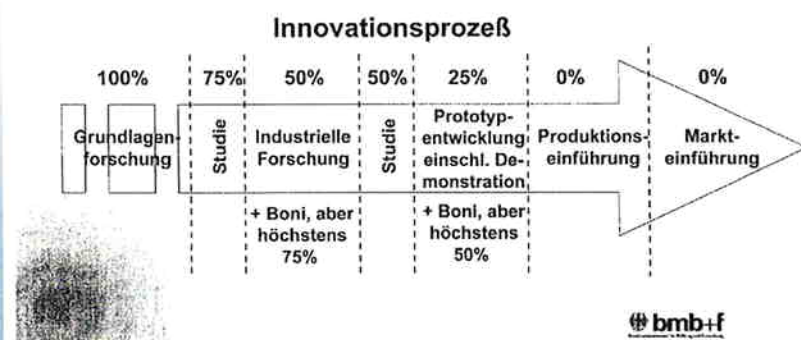 Innovationsprozeß
100% 75% 50% 50% 25% 0% 0%
Grundlagen-
forschung
Studie
Industrielle
Forschung
Studie
Prototyp-
entwicklung
einschl. De-
monstration
Produktions-
einführung
Markt-
einführung
+ Boni, aber
höchstens
75%
+ Boni, aber
höchstens
50%
bmb+f